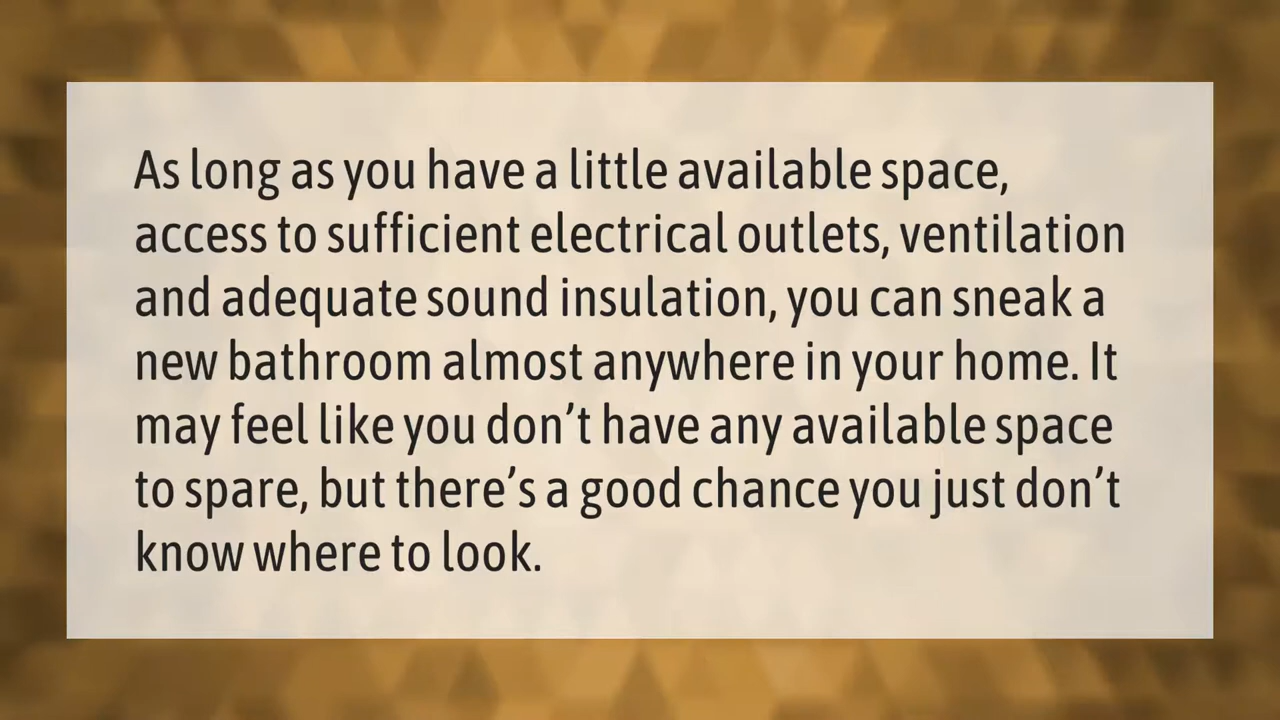 As long as you have a little available space,
access to sufficient electrical outlets, ventilation
and adequate sound insulation, you can sneak a
new bathroom almost anywhere in your home. It
may feel like you don’t have any available space
to spare, but there’s a good chance you just don’t
know where to look.